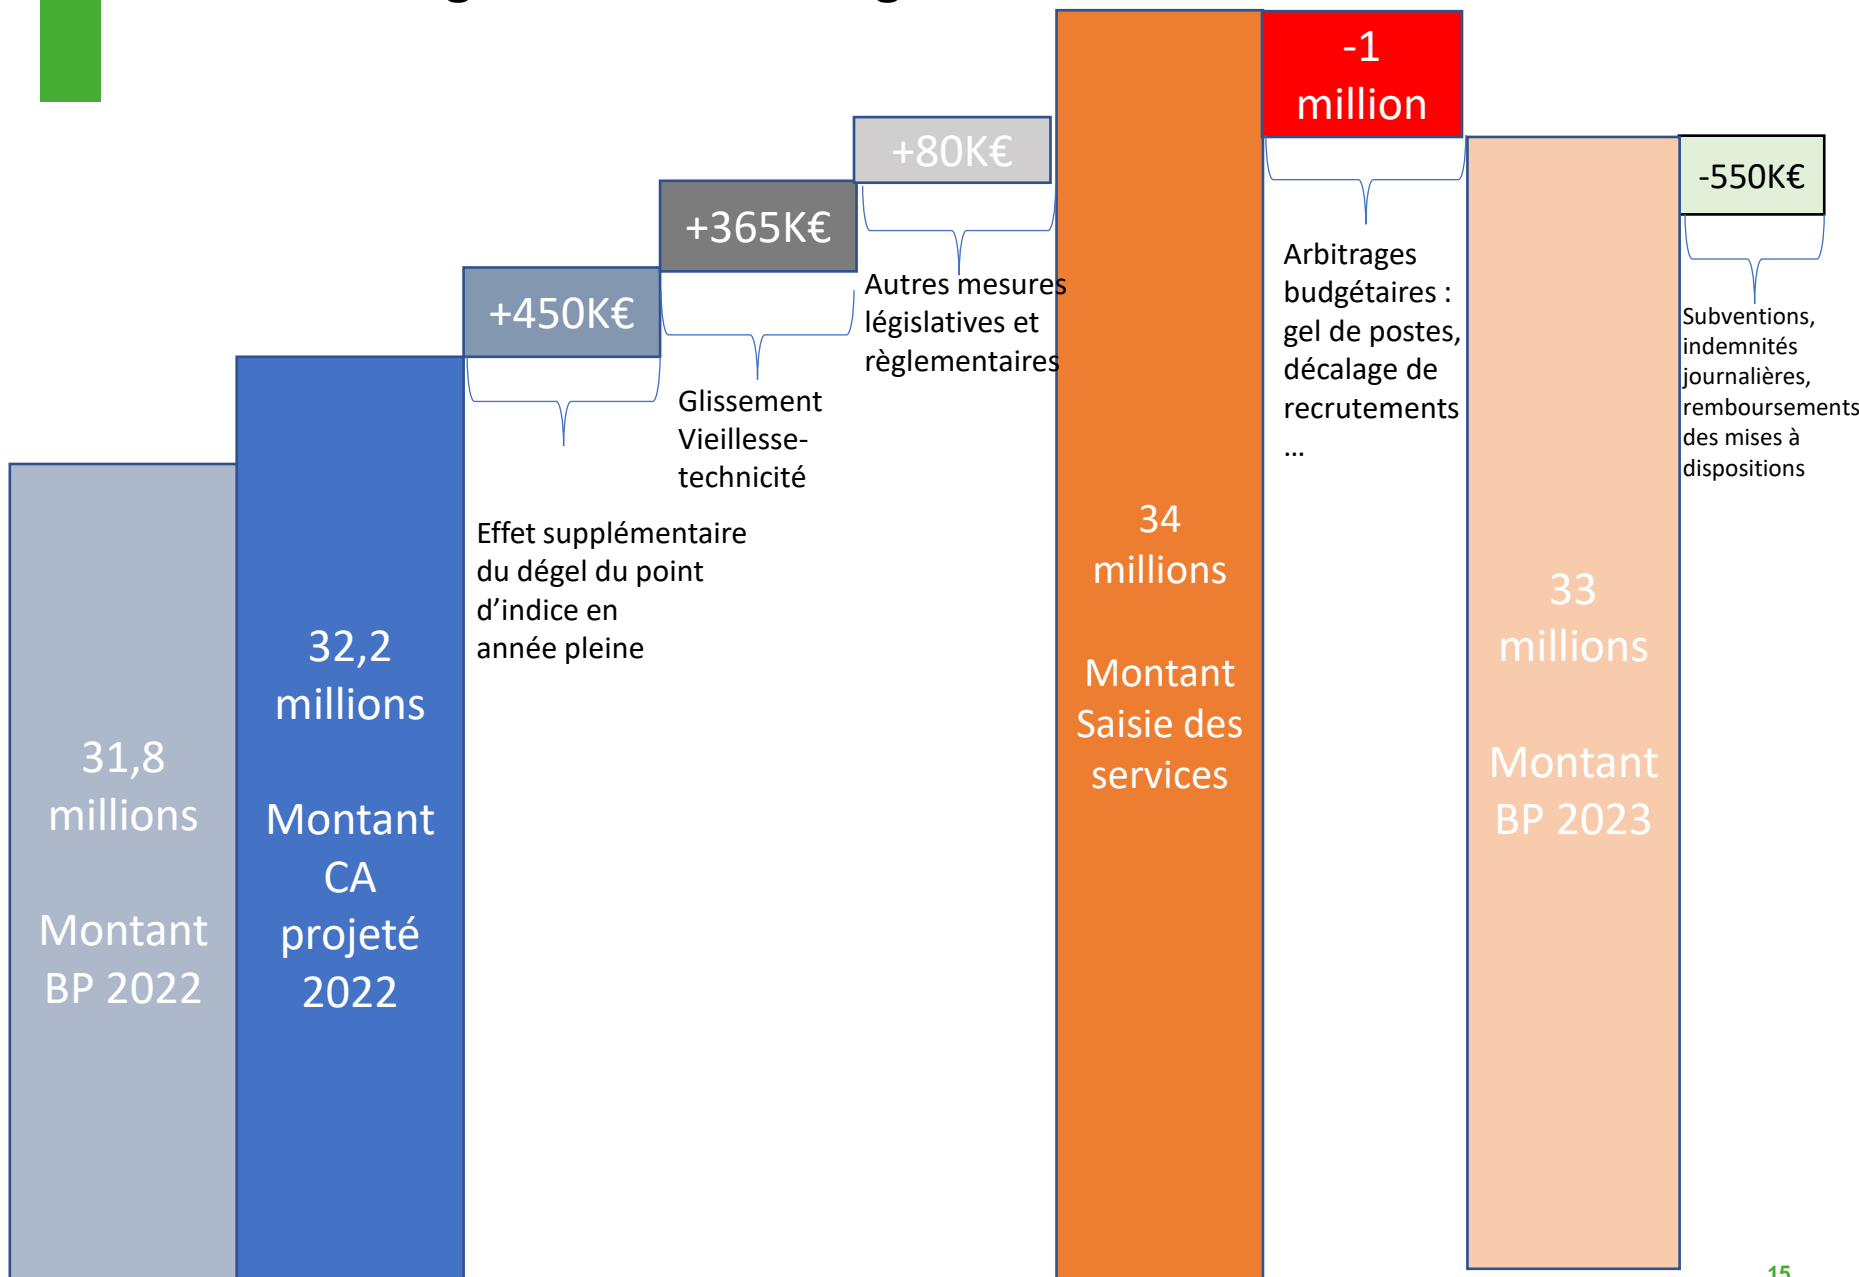 31,8
millions
Montant
BP 2022
32,2
millions
Montant
CA
projeté
2022
+450K€
Effet supplémentaire
du dégel du point
d’indice en
année pleine
+365K€
Glissement
Vieillesse-
technicité
+80K€
Autres mesures
législatives et
règlementaires
34
millions
Montant
Saisie des
services
-1
million
Arbitrages
budgétaires :
gel de postes,
décalage de
recrutements
...
33
millions
Montant
BP 2023
-550K€
Subventions,
indemnités
journalières,
remboursements
des mises à
dispositions
15